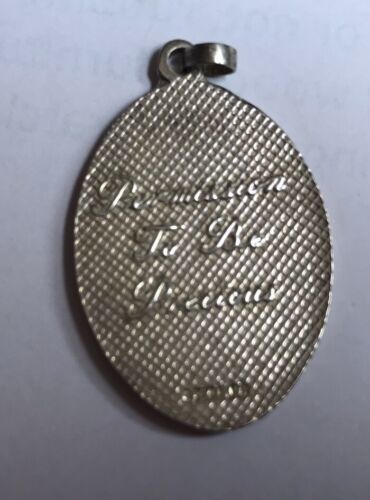 Permission
To Be
Precious